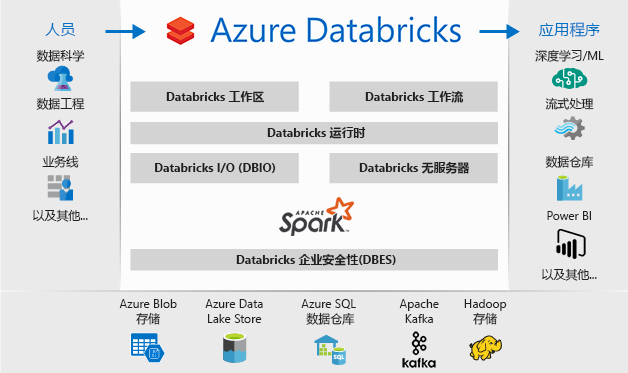 人员
Azure Databricks
应用程序
数据科学
数据工程
业务线
以及其他...
Databricks 工作区
Databricks 工作流
Databricks 运行时
Databricks I/O (DBIO)
Databricks 无服务器
APACHE
Spark™
Databricks 企业安全性(DBES)
深度学习/ML
流式处理
数据仓库
Power BI
以及其他...
Azure Blob
存储
Azure Data
Lake Store
Azure SQL
数据仓库
SQL
Apache
Kafka
kafka
Hadoop
存储